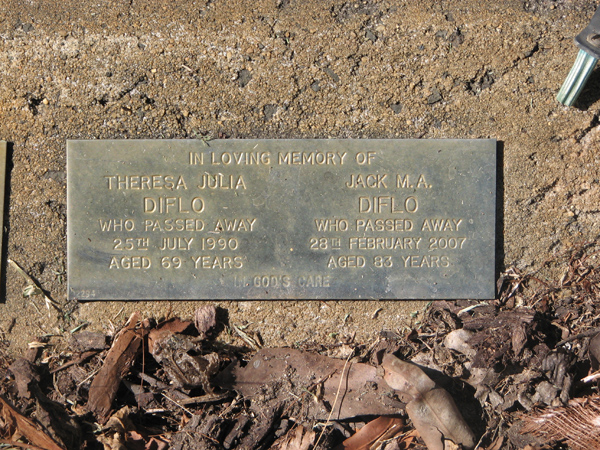 IN LOVING MEMORY OF
THERESA JULIA
DIFLO
WHO PASSED AWAY
25TH JULY 1990
AGED 69 YEARS
JACK M.A.
DIFLO
WHO PASSED AWAY
28TH FEBRUARY 2007
AGED 83 YEARS
GOD'S CARE